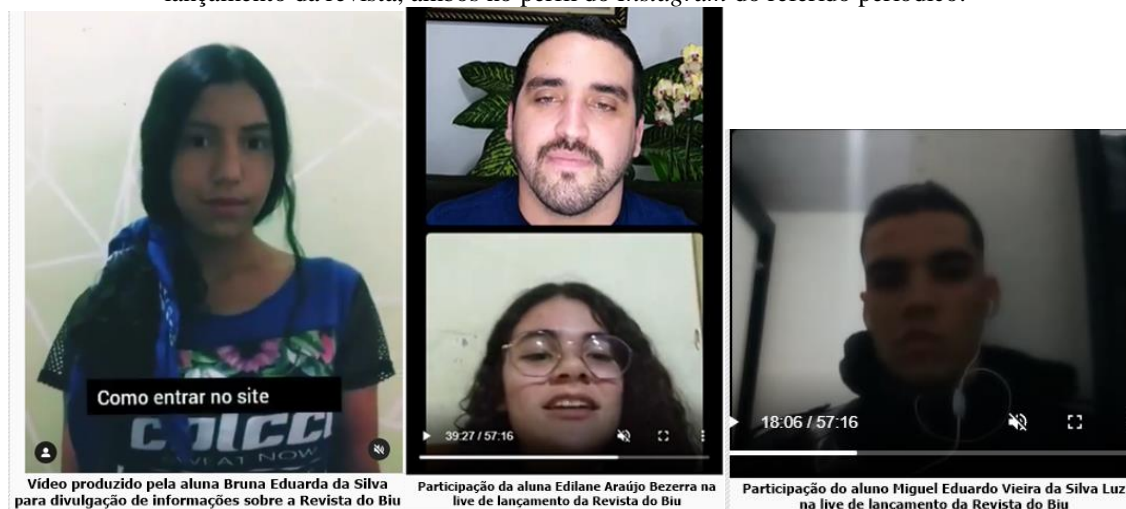 lançamento da revista, ambos no perfil do Instagram do referido periódico.
Como entrar no site
COLCCI
EAT NOW
Vídeo produzido pela aluna Bruna Eduarda da Silva
para divulgação de informações sobre a Revista do Biu
39:27 / 57:16
Participação da aluna Edilane Araújo Bezerra na
live de lançamento da Revista do Biu
18:06 / 57:16
Participação do aluno Miguel Eduardo Vieira da Silva Luz
na live de lançamento da Revista do Biu